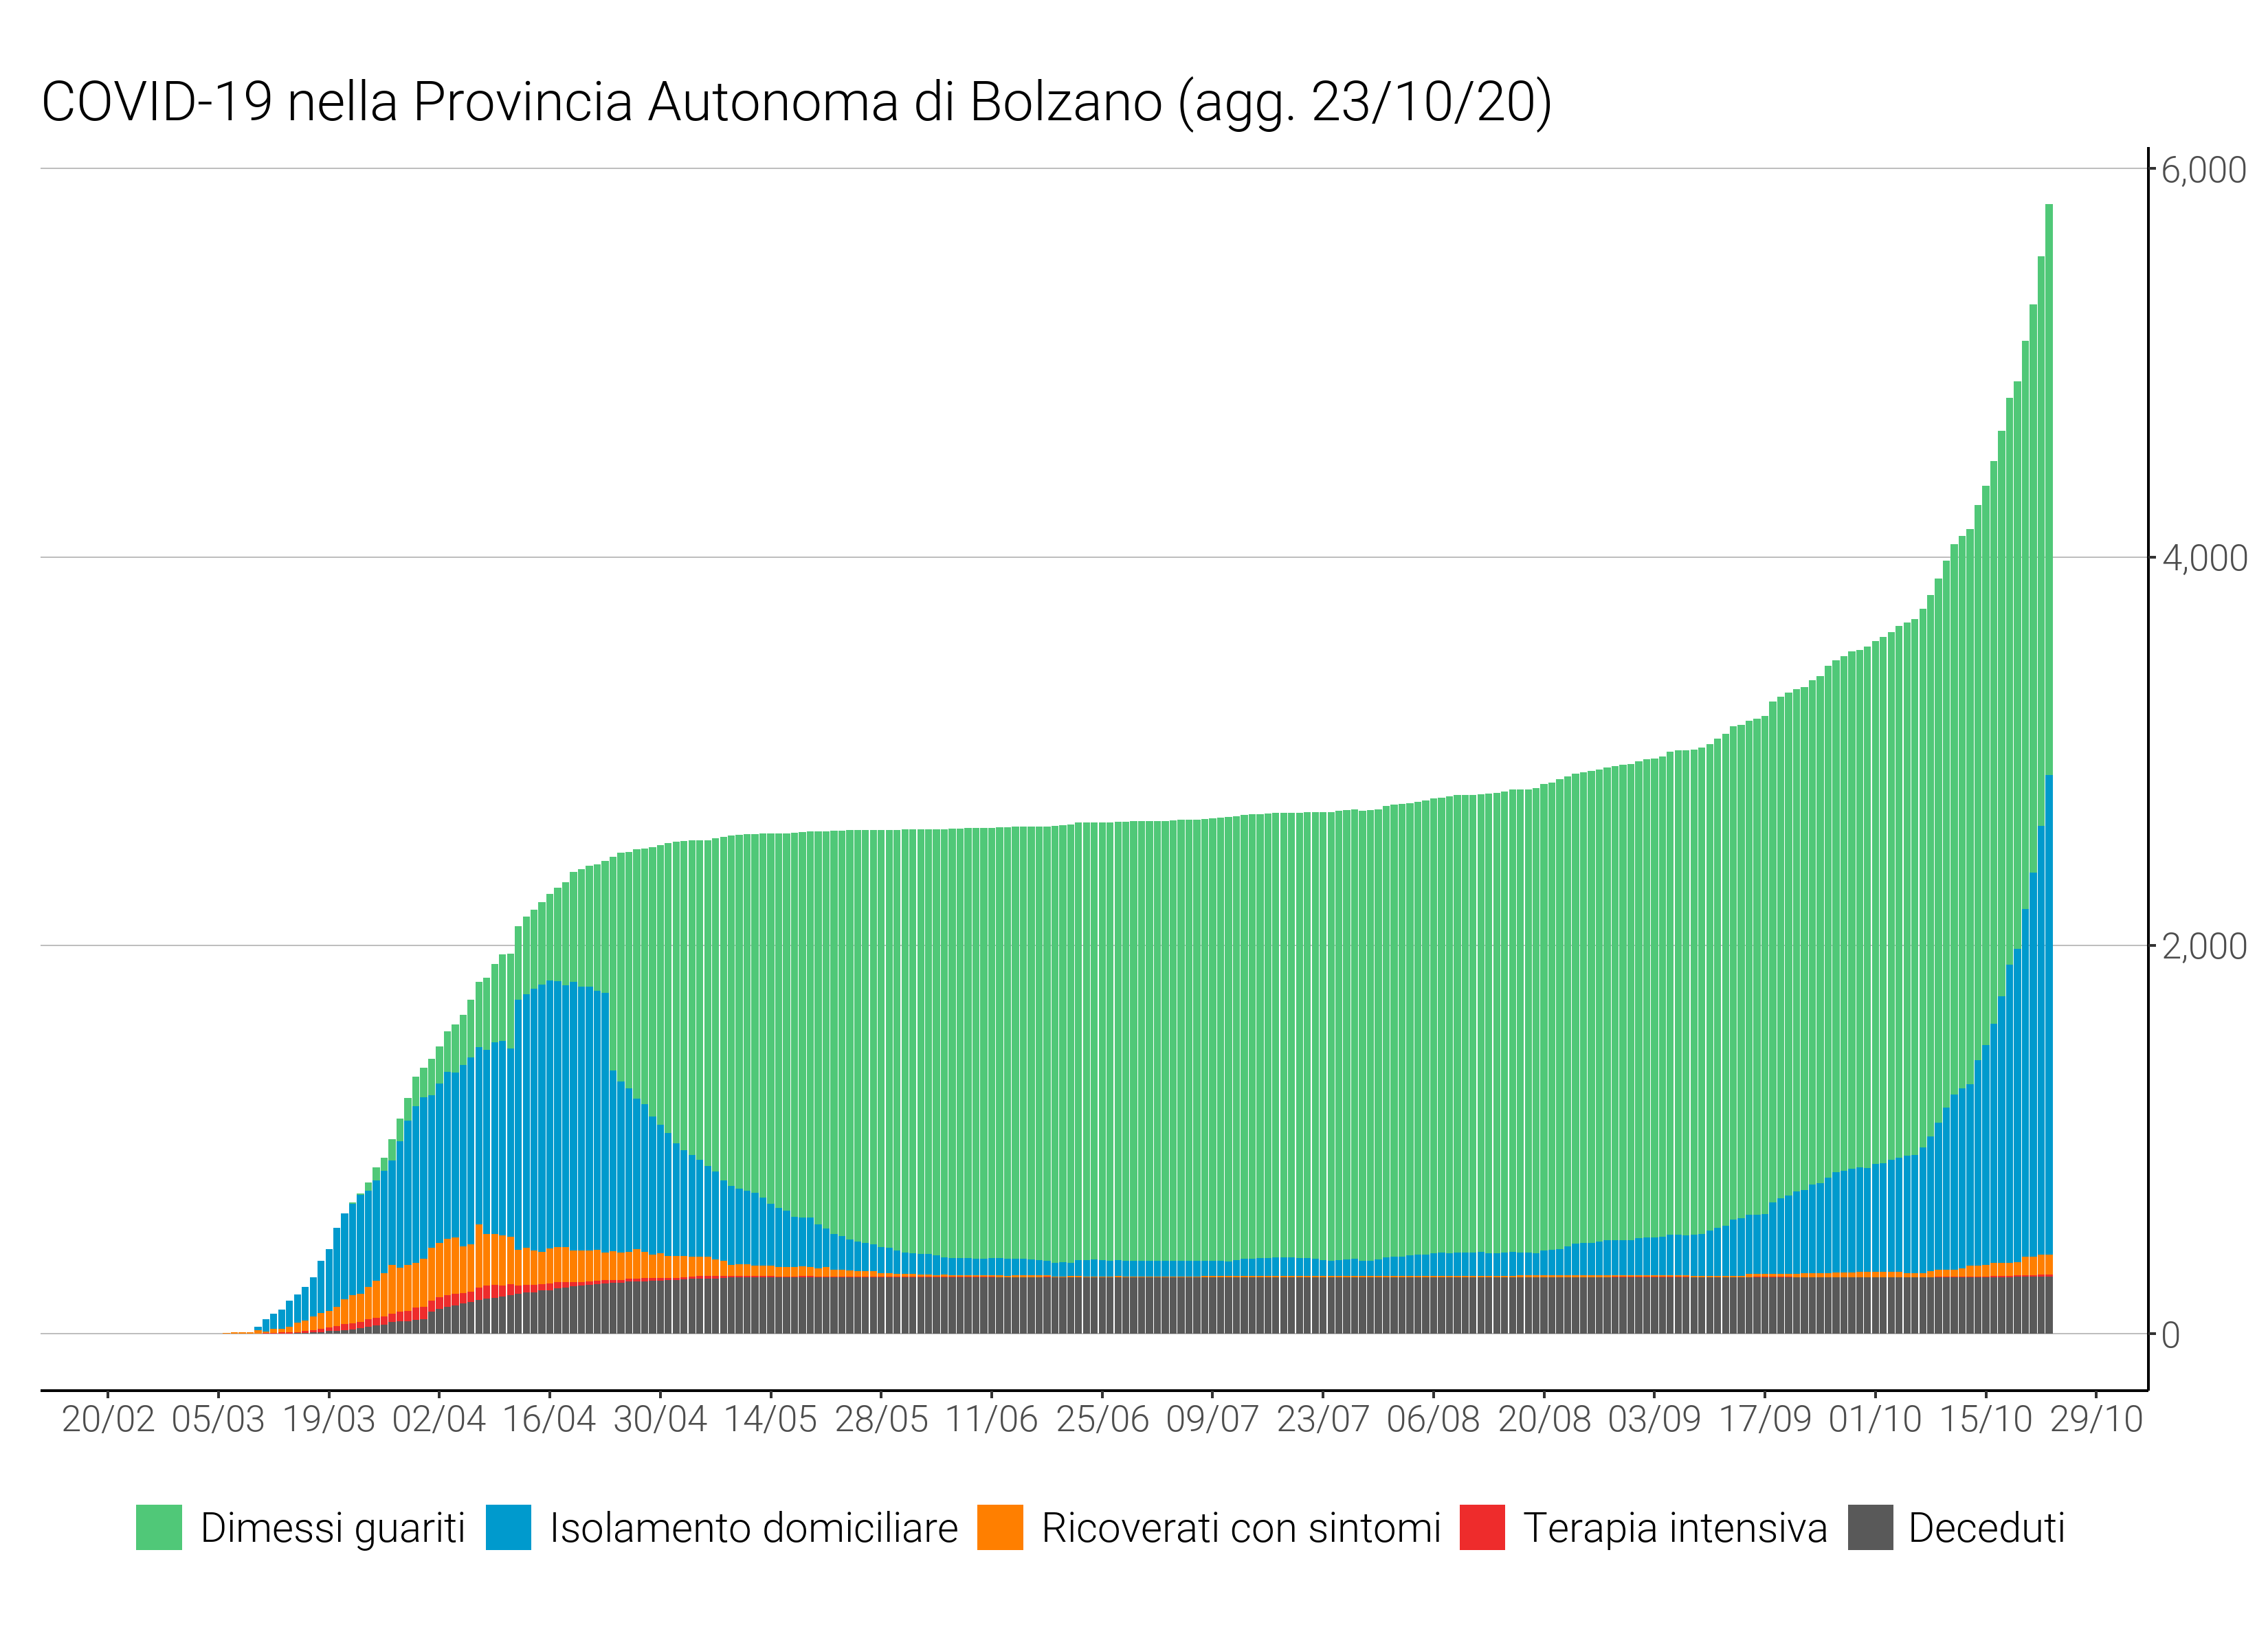 COVID-19 nella Provincia Autonoma di Bolzano (agg. 23/10/20)
6,000
4,000
2,000
0
20/02 05/03 19/03 02/04 16/04 30/04 14/05 28/05 11/06 25/06 09/07 23/07 06/08 20/08 03/09 17/09 01/10 15/10 29/10
Dimessi guariti Isolamento domiciliare Ricoverati con sintomi Terapia intensiva Deceduti